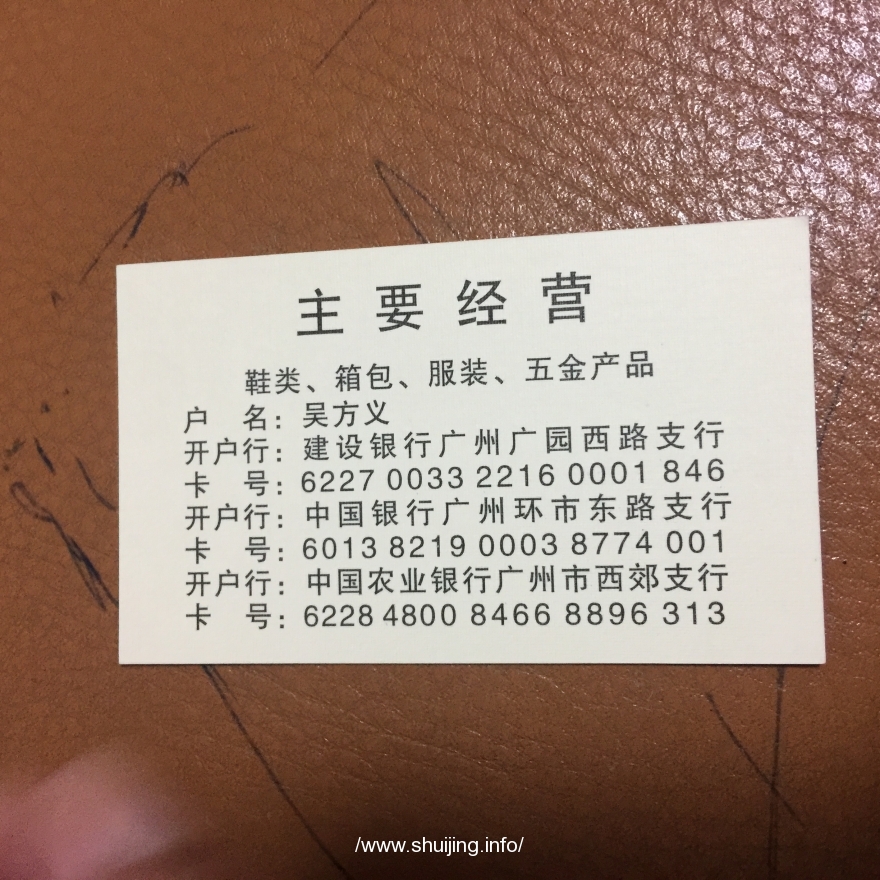 主要经营
鞋类、箱包、服装、五金产品
户 名：吴方义
开户行：建设银行广州广园西路支行
卡 号：6227 0033 2216 0001 846
开户行：中国银行广州环市东路支行
卡 号：6013 8219 0003 8774 001
开户行：中国农业银行广州市西郊支行
卡 号：6228 4800 8466 8896 313
/www.shuijing.info/